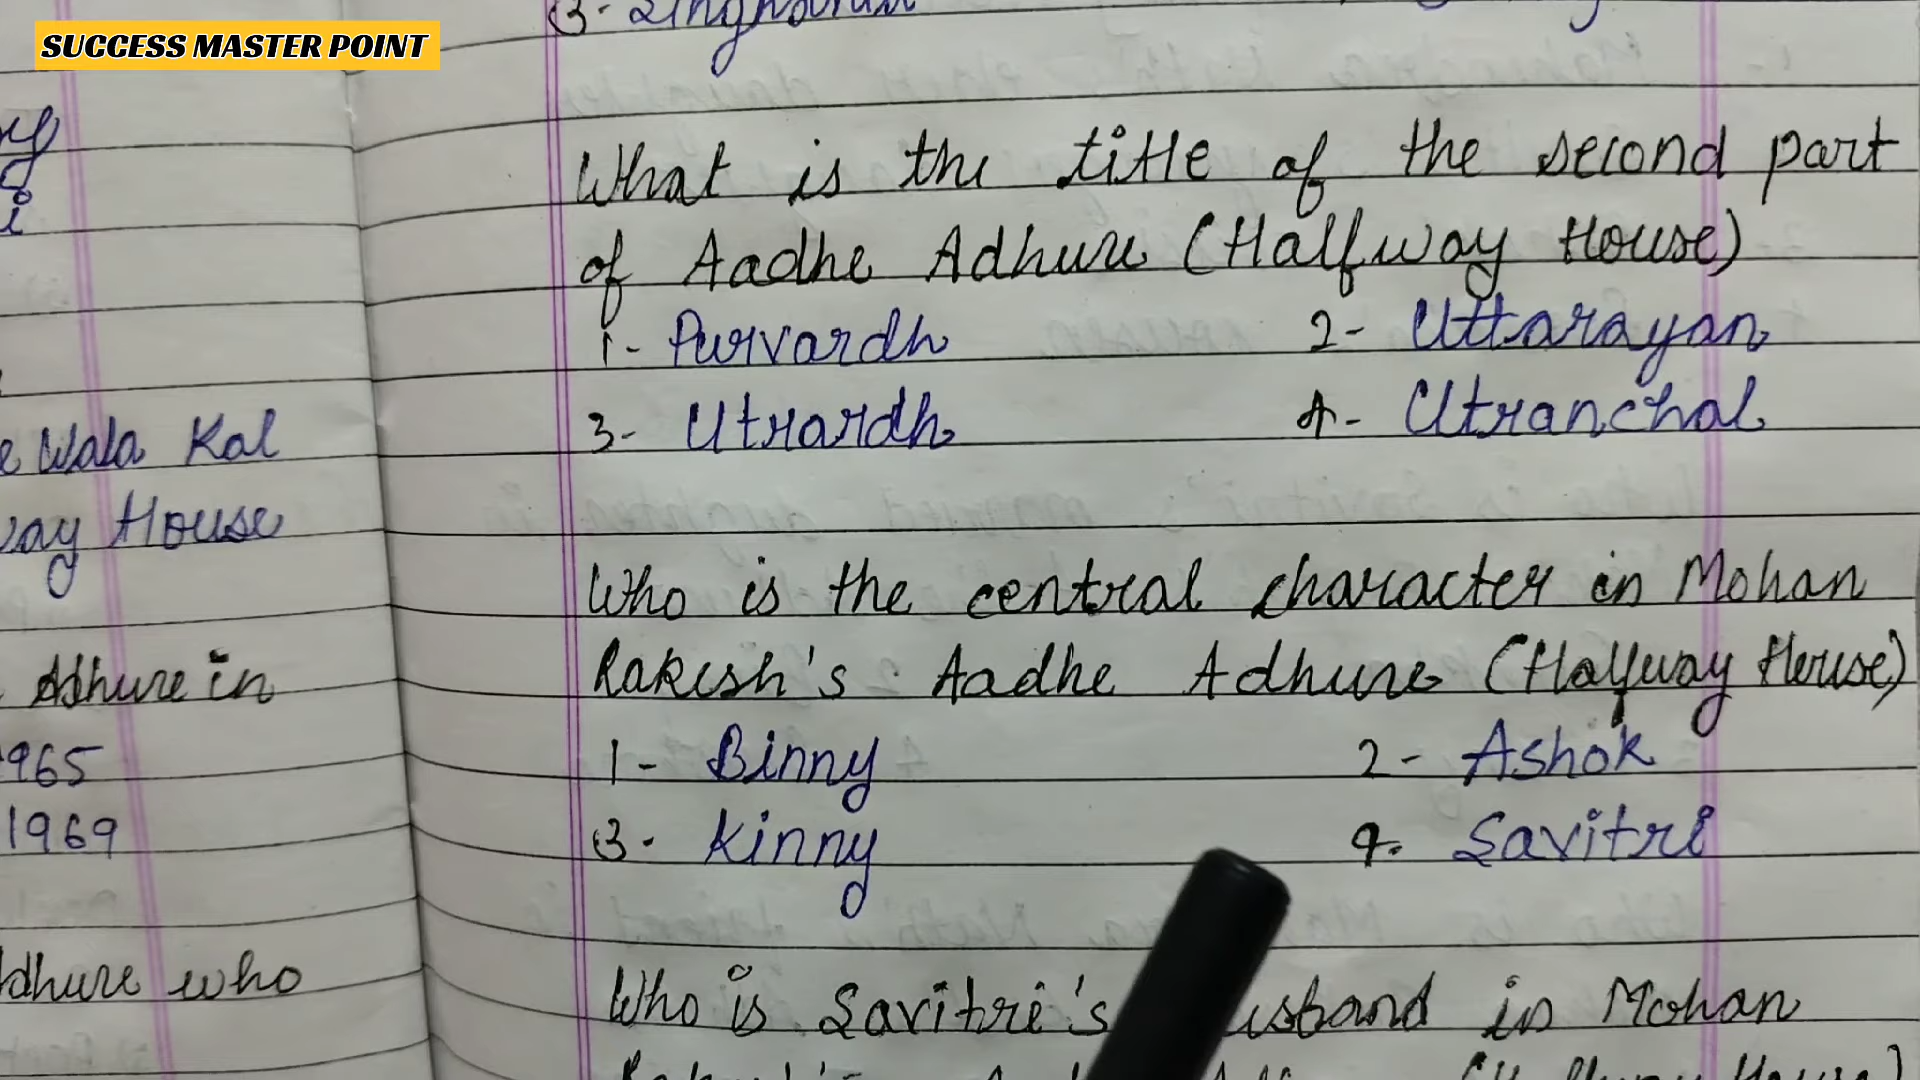 SUCCESS MASTER POINT
What is the title of the second part
of Aadhe Adhure (Halfway House)
1- Purvardh 2- Uttarayan
3- Utrardh 4- Utranchal
e Wala Kal
way House
Who is the central character in Mohan
Rakesh's Aadhe Adhure (Halfway House)
1- Binny 2- Ashok
3- Kinny 4. Savitri
Adhure in
965
1969
dhure who
Who is Savitri's usband in Mohan